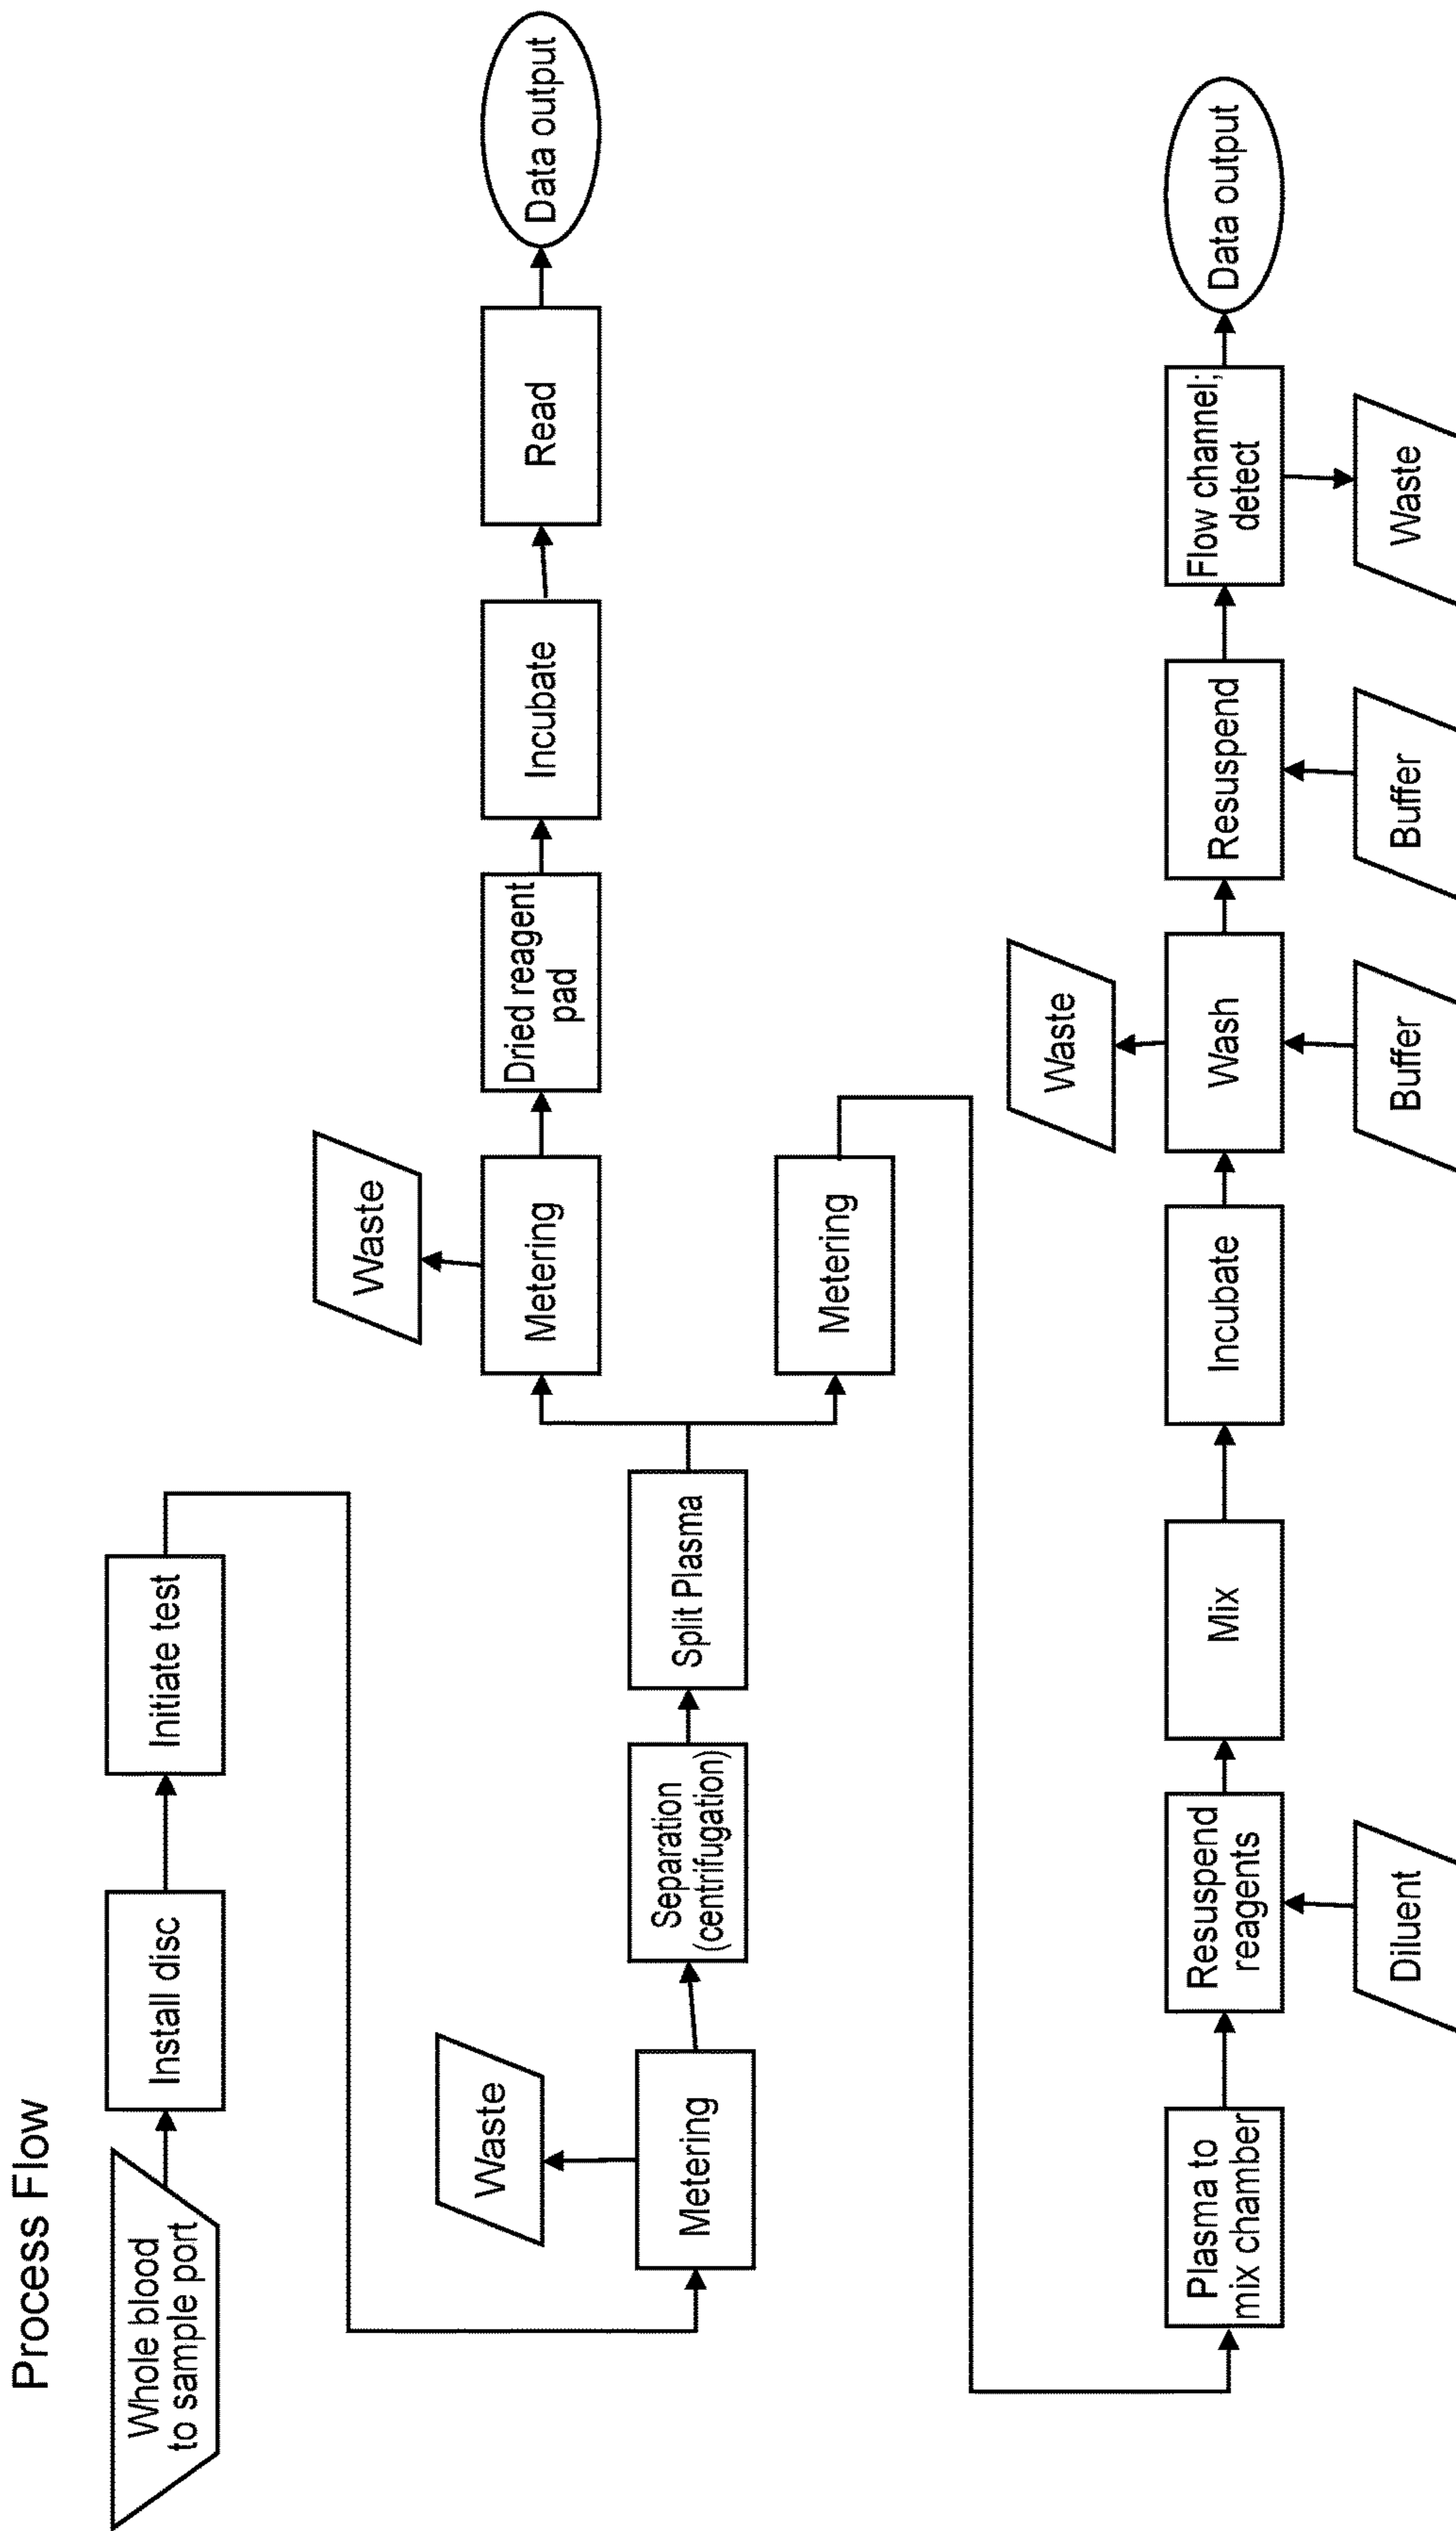 Process Flow
Whole blood
to sample port
Install disc
Initiate test
Waste
Metering
Separation
(centrifugation)
Split Plasma
Waste
Metering
Dried reagent
pad
Incubate
Read
Data output
Metering
Plasma to
mix chamber
Resuspend
reagents
Diluent
Mix
Incubate
Waste
Wash
Buffer
Resuspend
Buffer
Flow channel;
detect
Waste
Data output